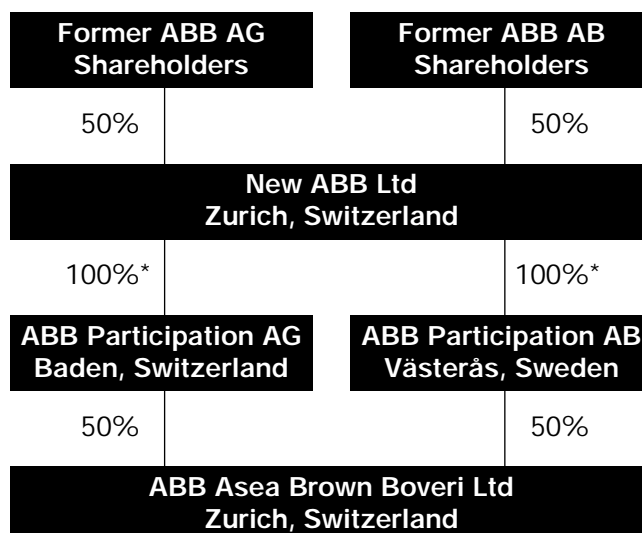 Former ABB AG
Shareholders
Former ABB AB
Shareholders
50%
50%
New ABB Ltd
Zurich, Switzerland
100%*
100%*
ABB Participation AG
Baden, Switzerland
ABB Participation AB
Västerås, Sweden
50%
50%
ABB Asea Brown Boveri Ltd
Zurich, Switzerland